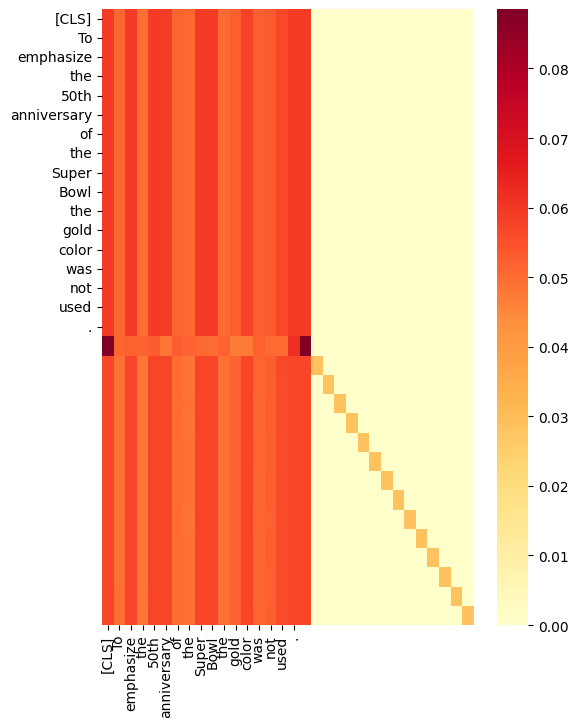 [CLS]
To
emphasize
the
50th
anniversary
of
the
Super
Bowl
the
gold
color
was
not
used
.
0.08
0.07
0.06
0.05
0.04
0.03
0.02
0.01
0.00
[CLS]
To
emphasize
the
50th
anniversary
of
the
Super
Bowl
the
gold
color
was
not
used
.